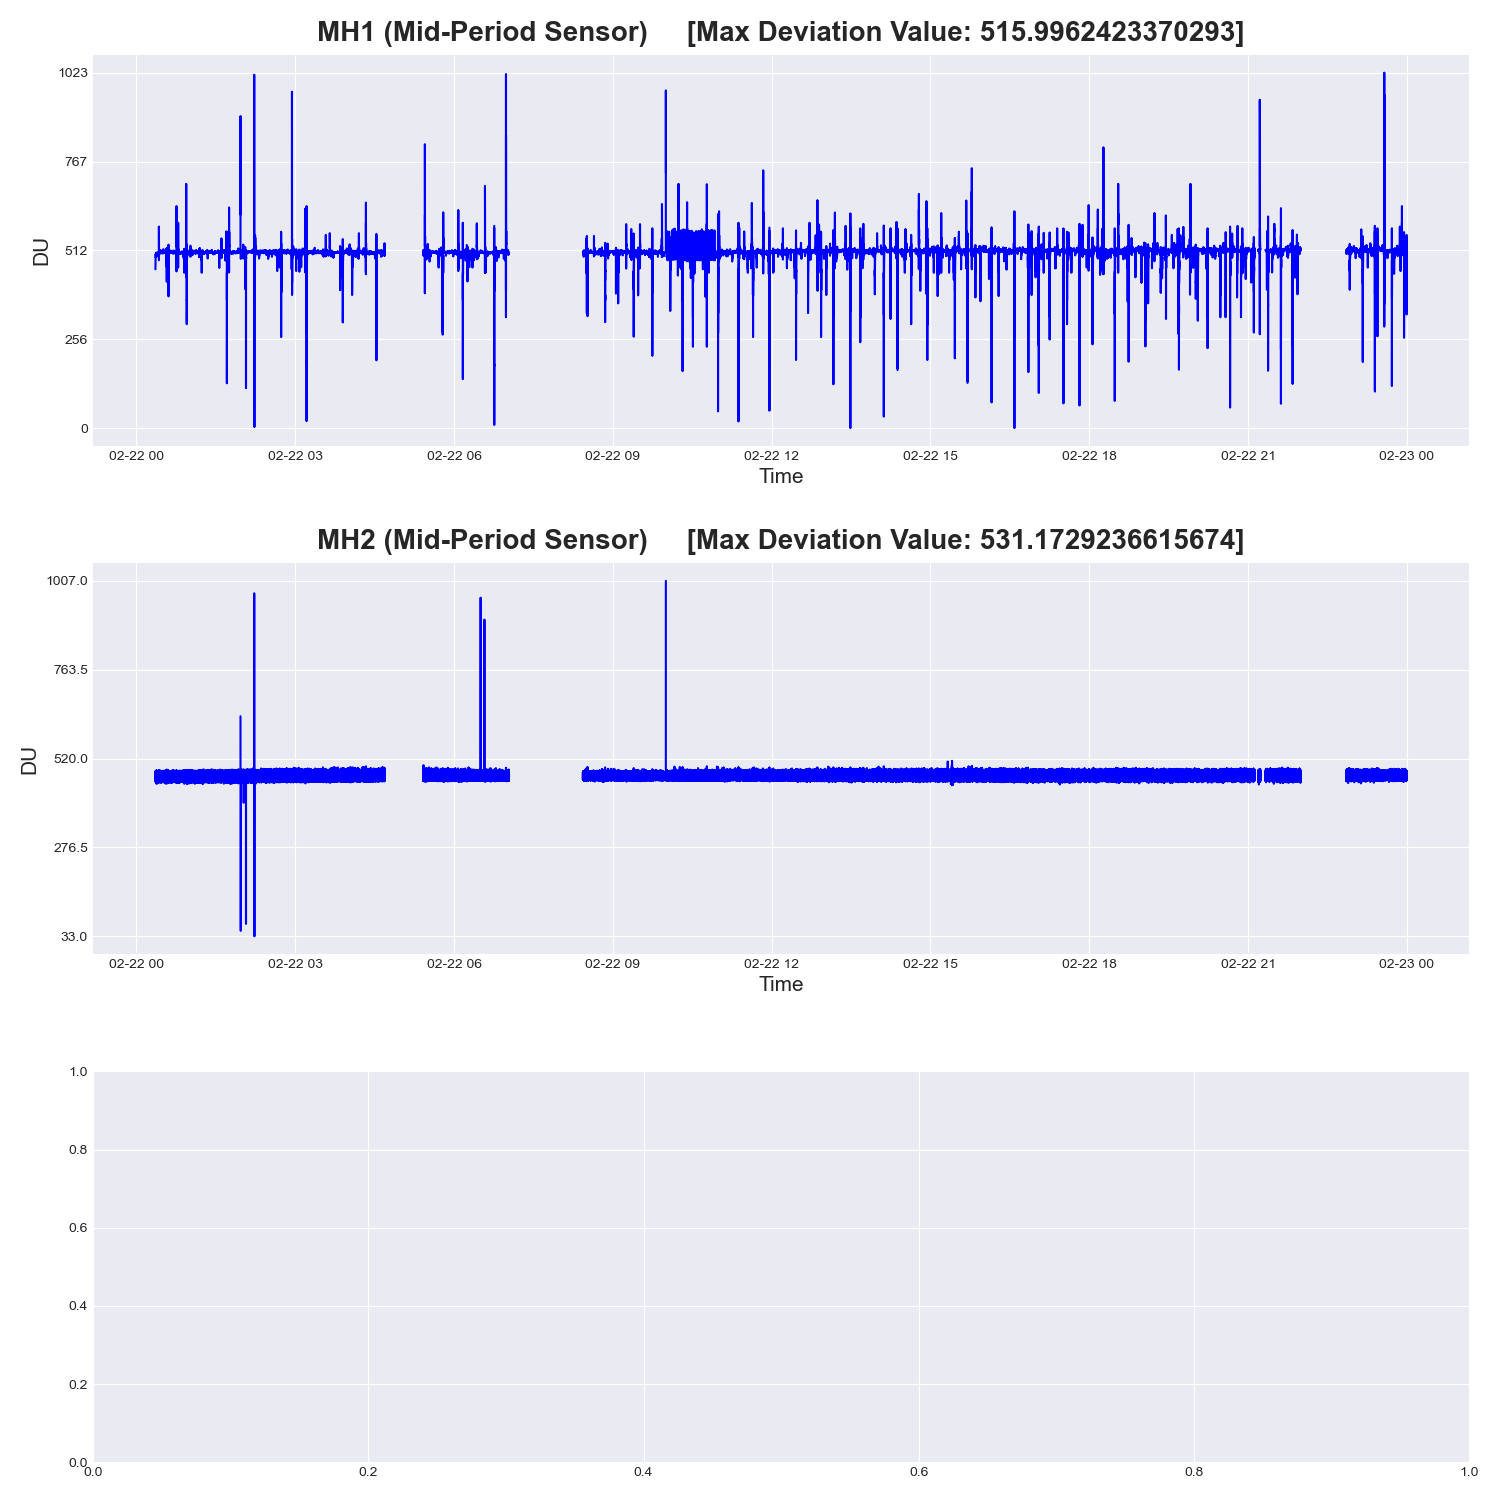 MH1 (Mid-Period Sensor) [Max Deviation Value: 515.9962423370293]
1023
767
512
256
0
DU
02-22 00 02-22 03 02-22 06 02-22 09 02-22 12 02-22 15 02-22 18 02-22 21 02-23 00
Time
MH2 (Mid-Period Sensor) [Max Deviation Value: 531.1729236615674]
1007.0
763.5
520.0
276.5
33.0
DU
02-22 00 02-22 03 02-22 06 02-22 09 02-22 12 02-22 15 02-22 18 02-22 21 02-23 00
Time
1.0
0.8
0.6
0.4
0.2
0.0
0.0 0.2 0.4 0.6 0.8 1.0